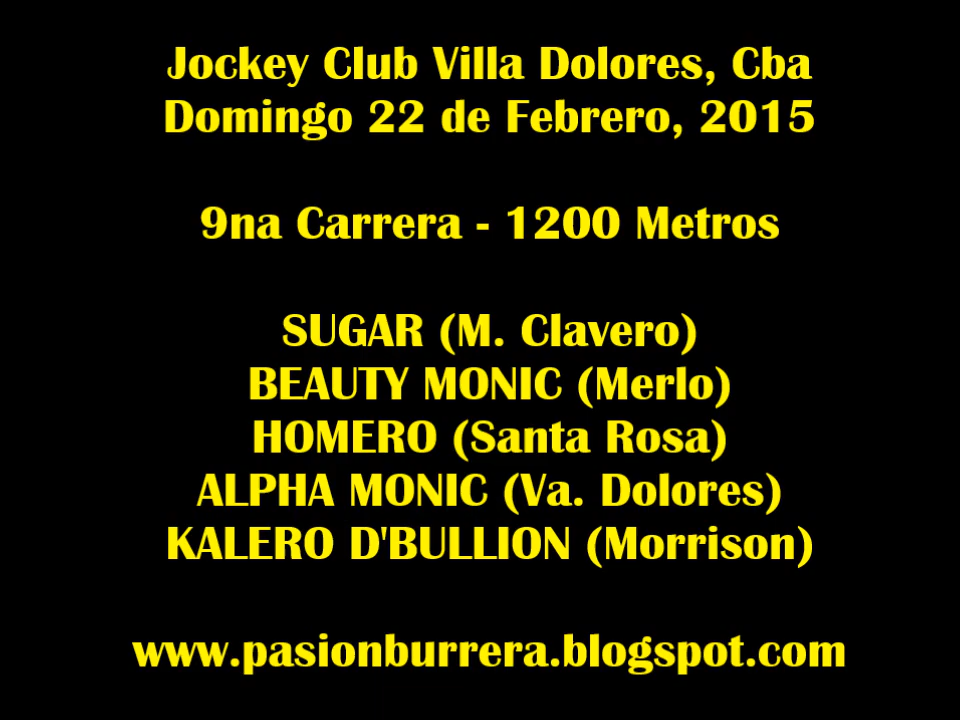 Jockey Club Villa Dolores, Cba
Domingo 22 de Febrero, 2015
9na Carrera - 1200 Metros
SUGAR (M. Clavero)
BEAUTY MONIC (Merlo)
HOMERO (Santa Rosa)
ALPHA MONIC (Va. Dolores)
KALERO D'BULLION (Morrison)
www.pasionburrera.blogspot.com